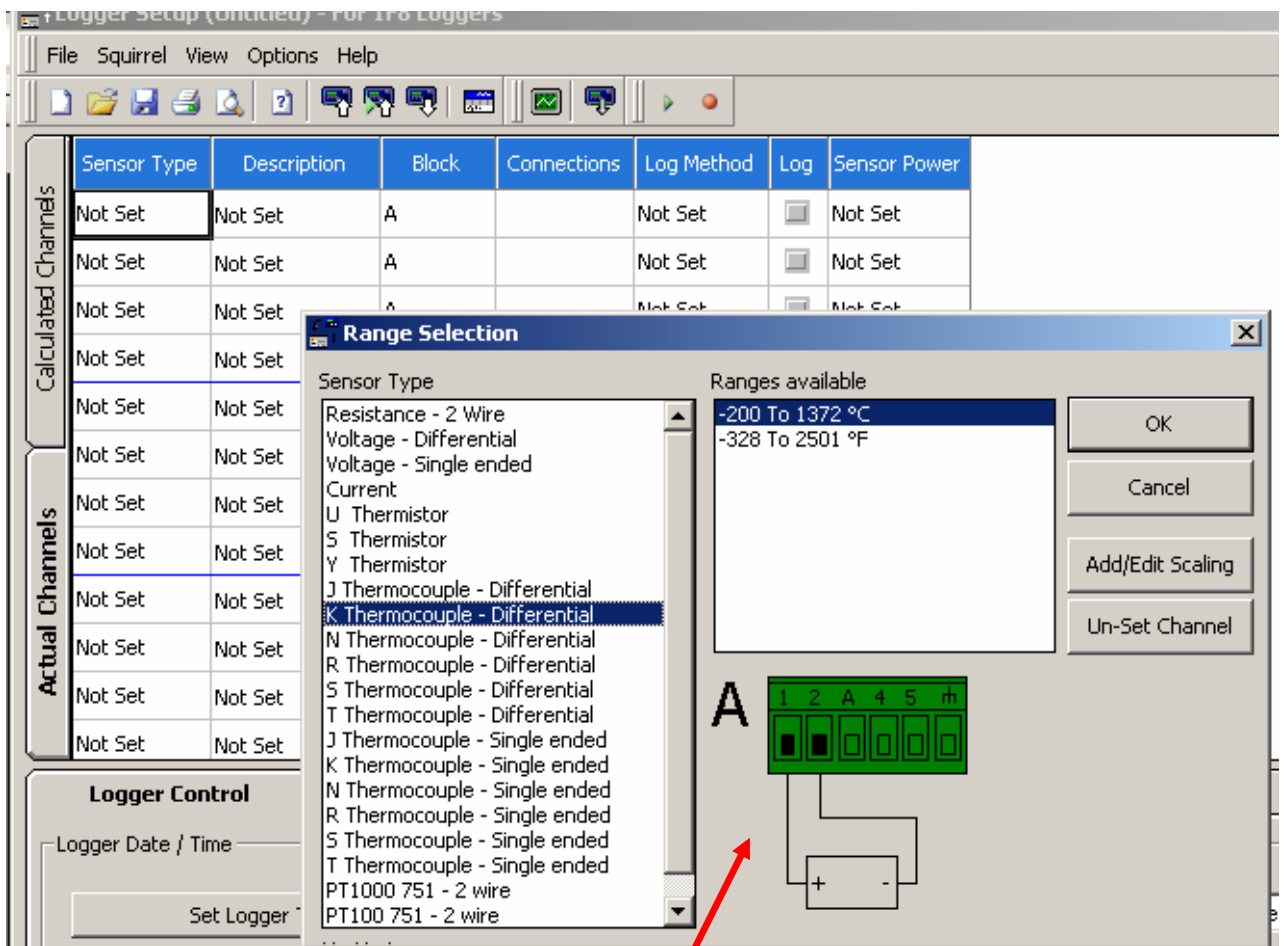 Logger Setup (Untitled) - For 1F8 Loggers
File Squirrel View Options Help
Sensor Type Description Block Connections Log Method Log Sensor Power
Calculated Channels
Actual Channels
Not Set Not Set A Not Set Not Set
Not Set Not Set A Not Set Not Set
Not Set Not Set A Not Set Not Set
Not Set Not Set
Not Set Not Set
Not Set Not Set
Not Set Not Set
Not Set Not Set
Not Set Not Set
Not Set Not Set
Not Set Not Set
Not Set Not Set
Range Selection
Sensor Type
Resistance - 2 Wire
Voltage - Differential
Voltage - Single ended
Current
U Thermistor
S Thermistor
Y Thermistor
J Thermocouple - Differential
K Thermocouple - Differential
N Thermocouple - Differential
R Thermocouple - Differential
S Thermocouple - Differential
T Thermocouple - Differential
J Thermocouple - Single ended
K Thermocouple - Single ended
N Thermocouple - Single ended
R Thermocouple - Single ended
S Thermocouple - Single ended
T Thermocouple - Single ended
PT1000 751 - 2 wire
PT100 751 - 2 wire
Ranges available
-200 To 1372 °C
-328 To 2501 °F
OK
Cancel
Add/Edit Scaling
Un-Set Channel
A
1 2 A 4 5
+ -
Logger Control
Logger Date / Time
Set Logger